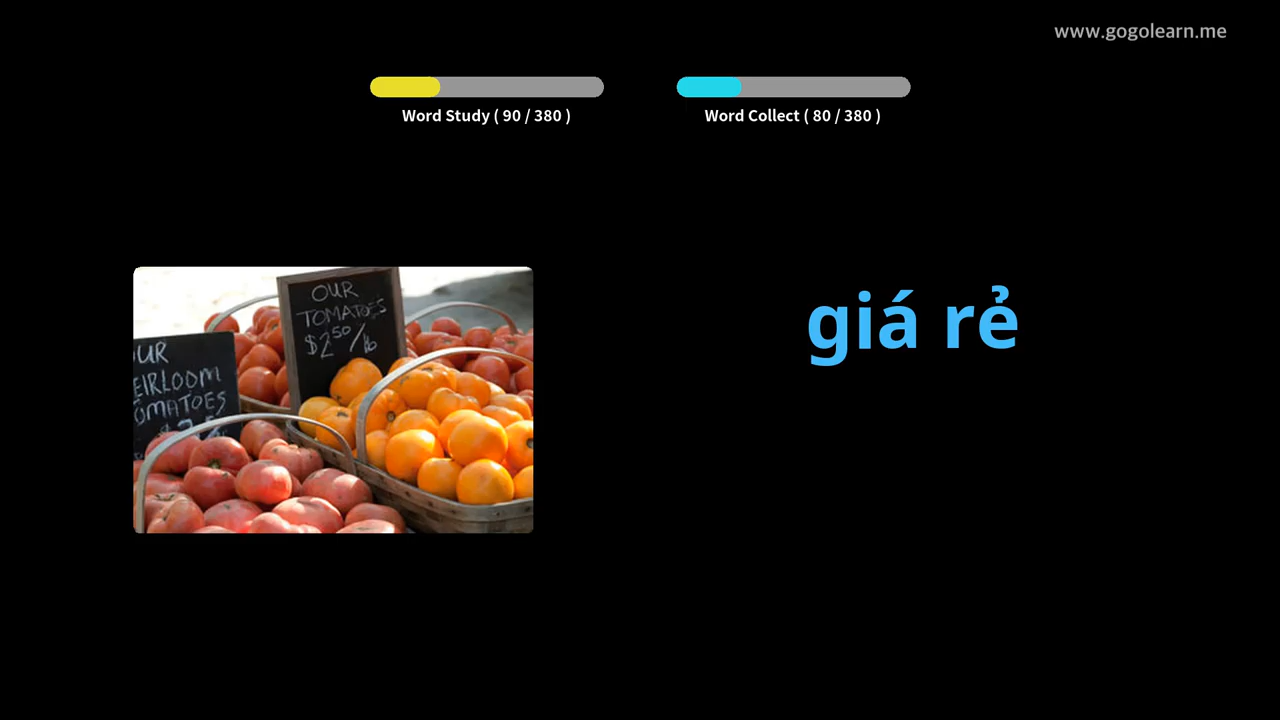 www.gogolearn.me
Word Study ( 90 / 380 )
Word Collect ( 80 / 380 )
giá rẻ
OUR
TOMATOES
$2.50/lb
UR
EIRLOOM
OMATOES